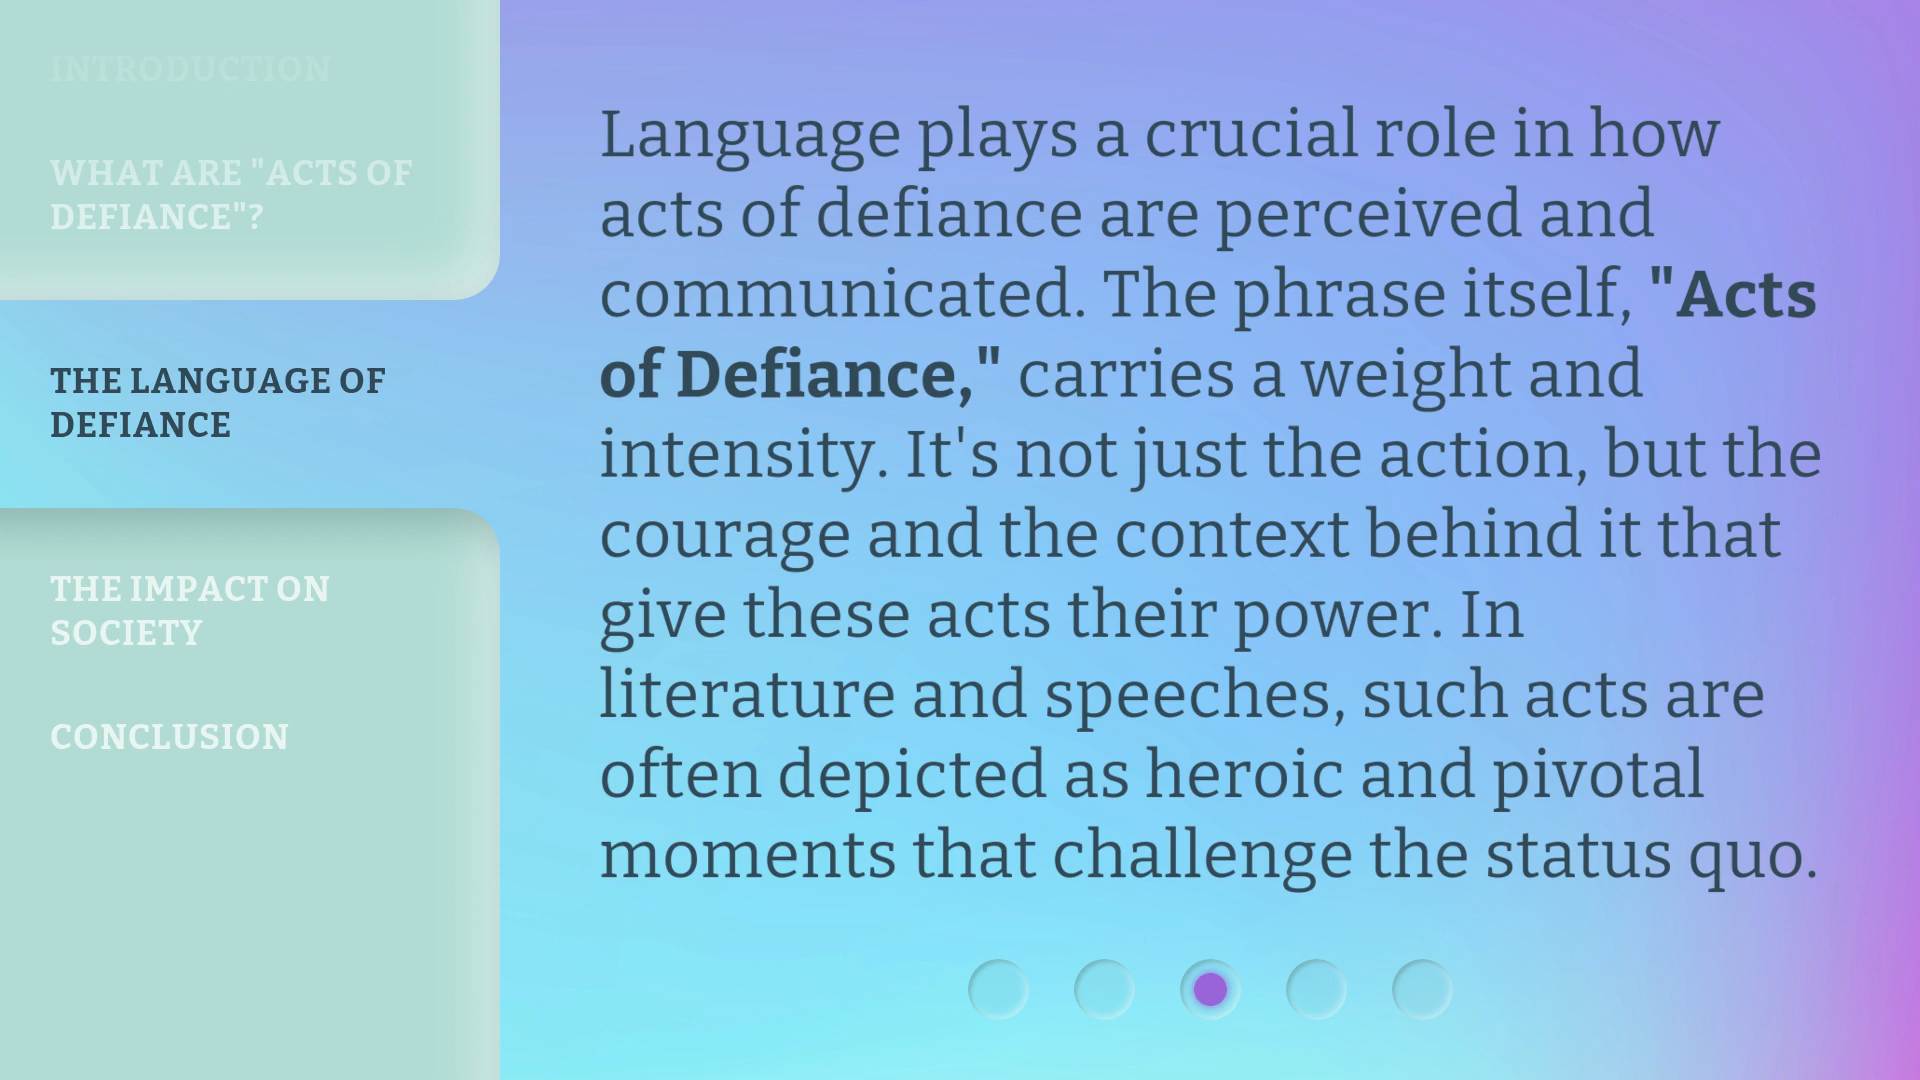 INTRODUCTION
WHAT ARE "ACTS OF
DEFIANCE"?
THE LANGUAGE OF
DEFIANCE
THE IMPACT ON
SOCIETY
CONCLUSION
Language plays a crucial role in how
acts of defiance are perceived and
communicated. The phrase itself, "Acts
of Defiance," carries a weight and
intensity. It's not just the action, but the
courage and the context behind it that
give these acts their power. In
literature and speeches, such acts are
often depicted as heroic and pivotal
moments that challenge the status quo.